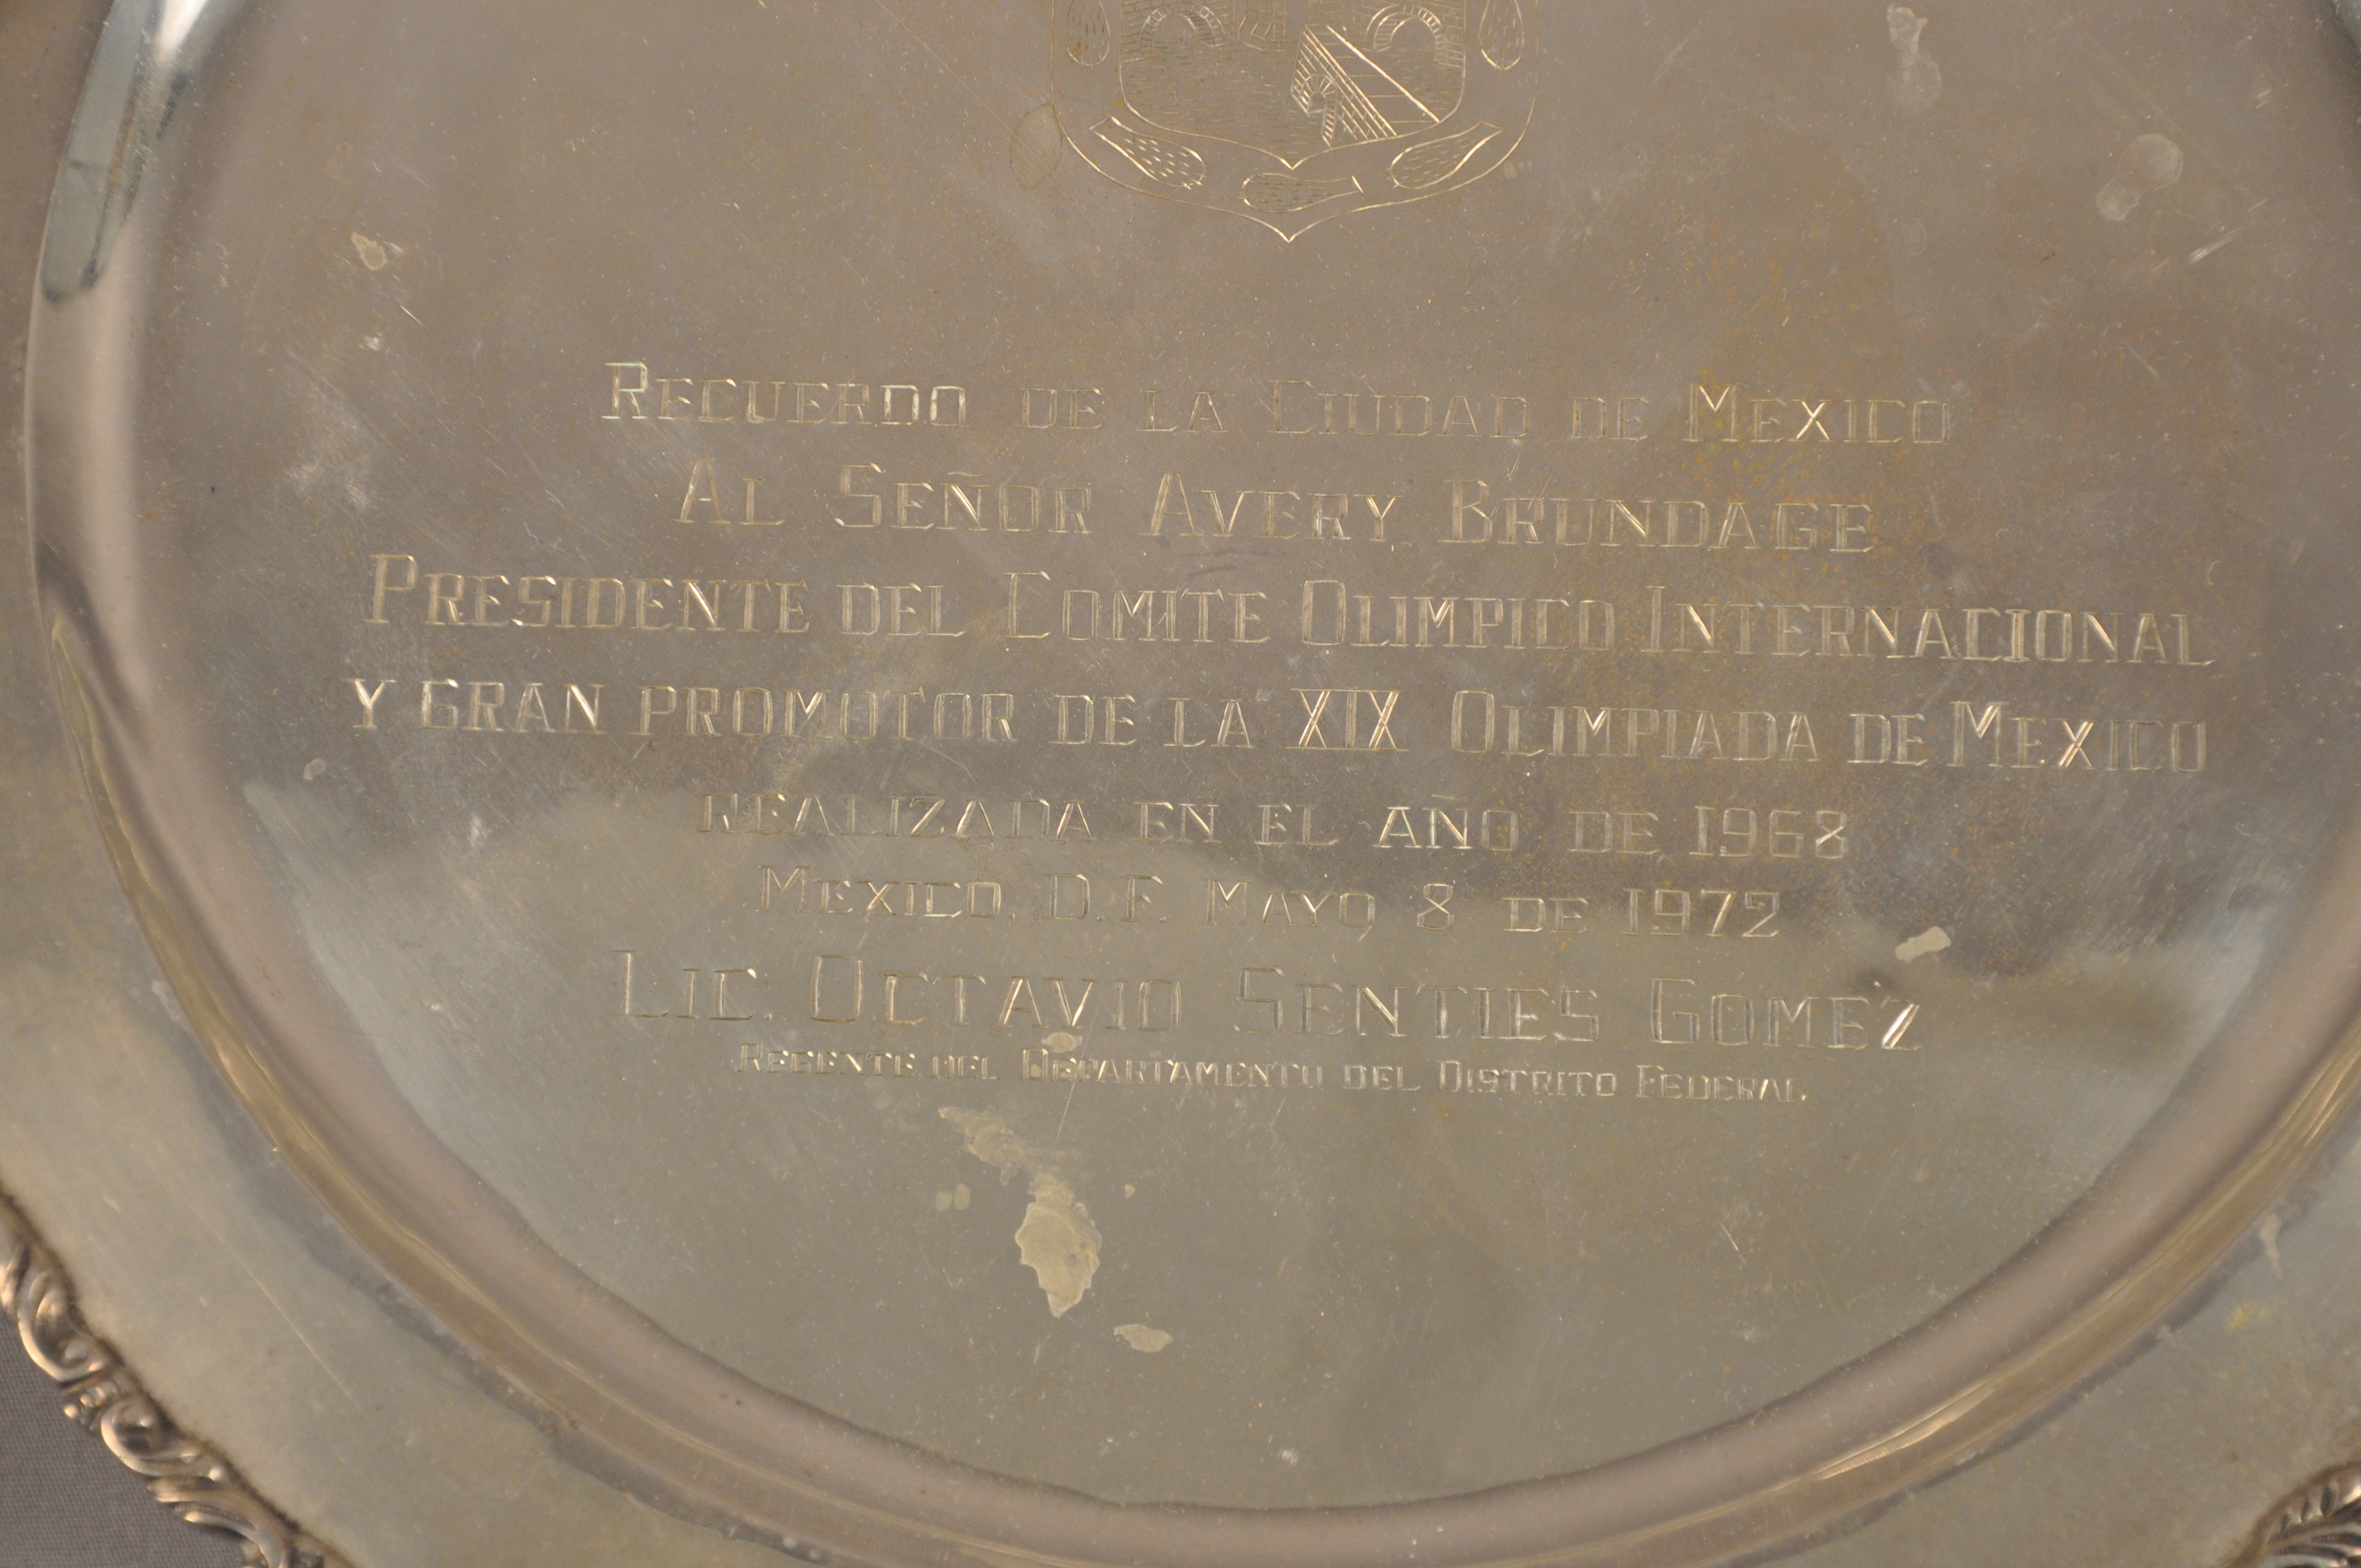 RECUERDO DE LA CIUDAD DE MEXICO
AL SEÑOR AVERY BRUNDAGE
PRESIDENTE DEL COMITE OLIMPICO INTERNACIONAL
Y GRAN PROMOTOR DE LA XIX OLIMPIADA DE MEXICO
REALIZADA EN EL AÑO DE 1968
MEXICO, D.F. MAYO 8 DE 1972
LIC. OCTAVIO SENTIES GOMEZ
REGENTE DEL DEPARTAMENTO DEL DISTRITO FEDERAL.